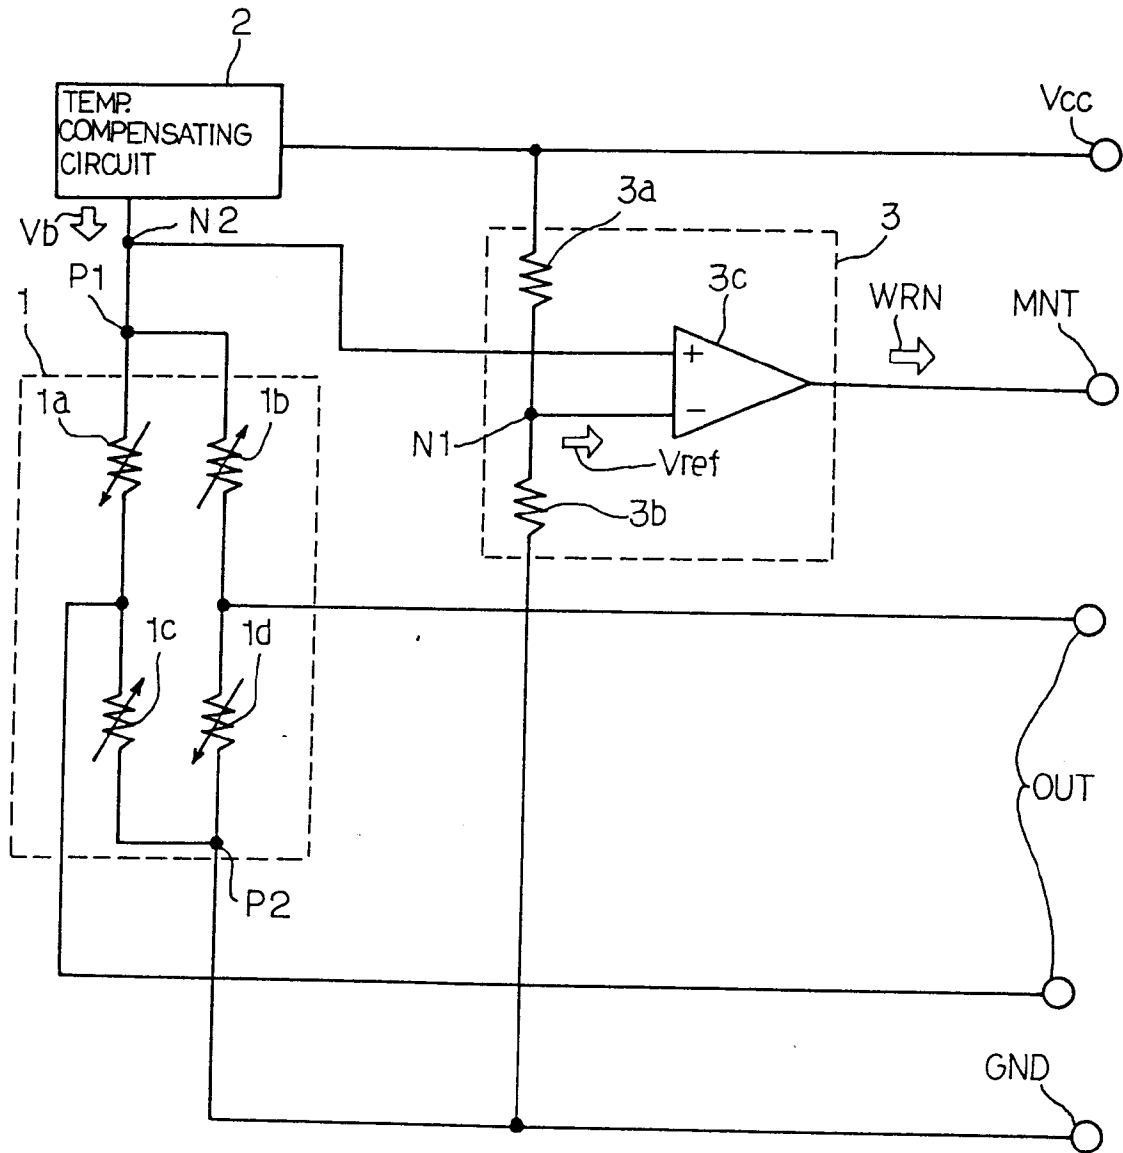 2
TEMP.
COMPENSATING
CIRCUIT
Vcc
Vb
N2
3a
3
P1
3c
WRN
MNT
1
1a
1b
+
−
N1
Vref
3b
1c
1d
OUT
P2
GND